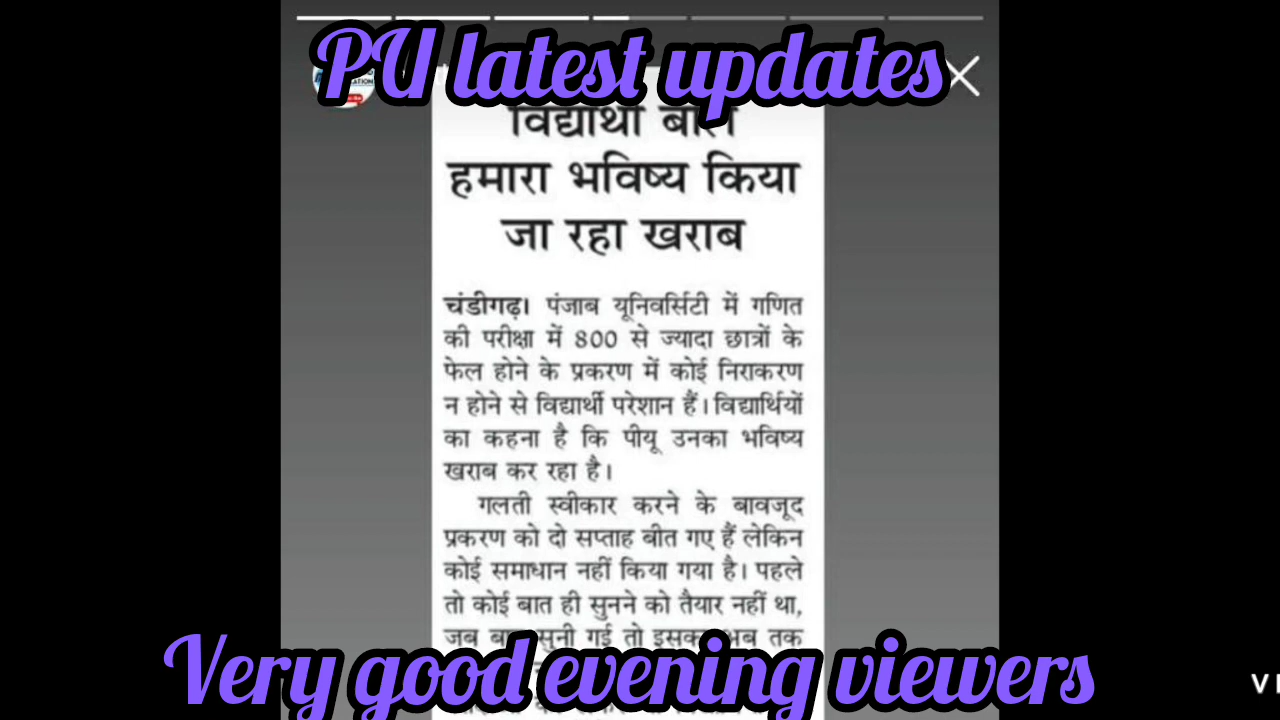 PU latest updates
विद्यार्थी बोले
हमारा भविष्य किया
जा रहा खराब
चंडीगढ़। पंजाब यूनिवर्सिटी में गणित
की परीक्षा में 800 से ज्यादा छात्रों के
फेल होने के प्रकरण में कोई निराकरण
न होने से विद्यार्थी परेशान हैं। विद्यार्थियों
का कहना है कि पीयू उनका भविष्य
खराब कर रहा है।
गलती स्वीकार करने के बावजूद
प्रकरण को दो सप्ताह बीत गए हैं लेकिन
कोई समाधान नहीं किया गया है। पहले
तो कोई बात ही सुनने को तैयार नहीं था,
जब बात सुनी गई तो इसका अब तक
Very good evening viewers